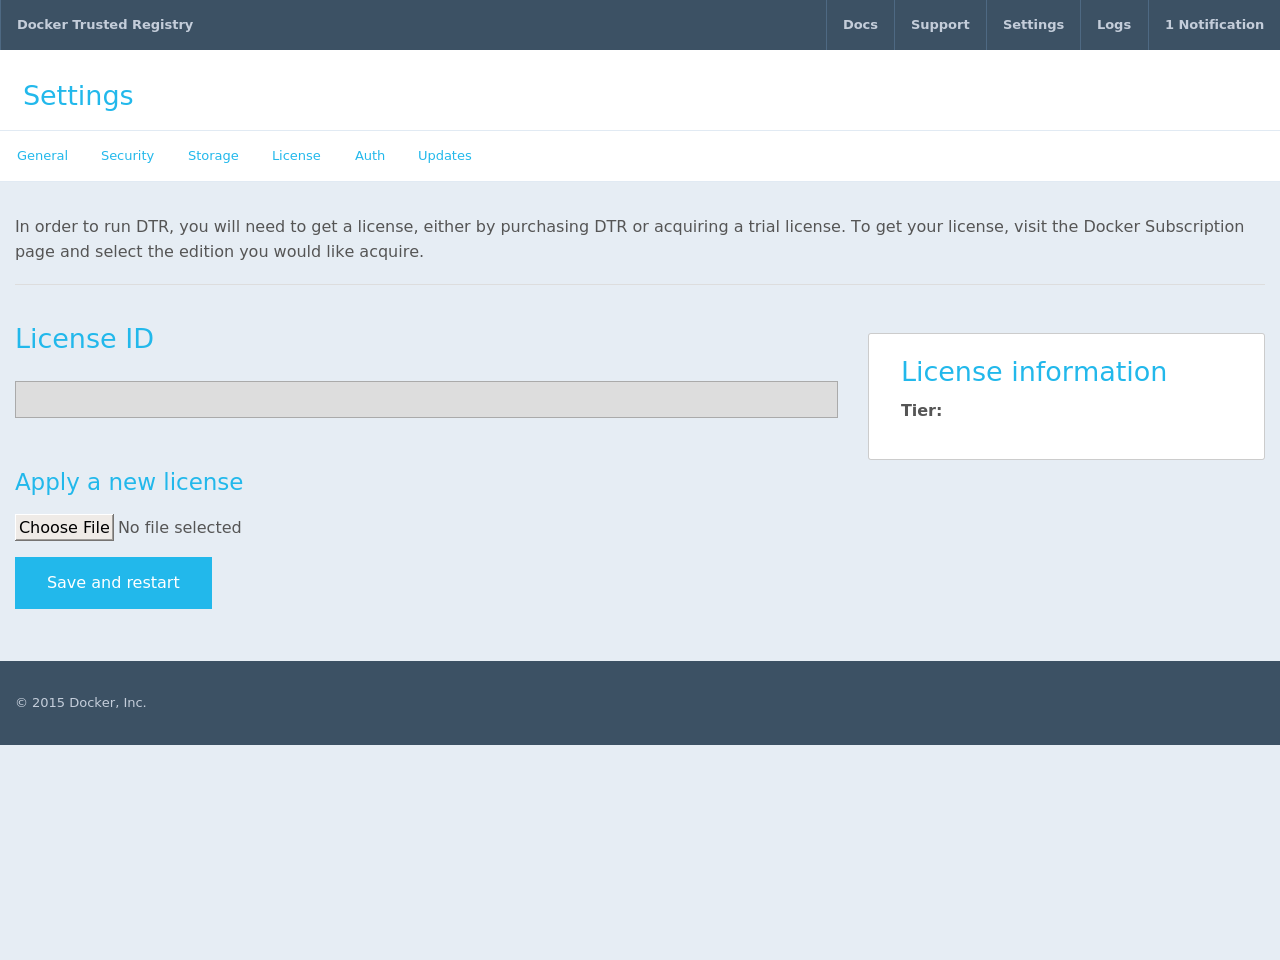 Docker Trusted Registry
Docs
Support
Settings
Logs
1 Notification
Settings
General
Security
Storage
License
Auth
Updates
In order to run DTR, you will need to get a license, either by purchasing DTR or acquiring a trial license. To get your license, visit the Docker Subscription
page and select the edition you would like acquire.
License ID
License information
Tier:
Apply a new license
Choose File No file selected
Save and restart
© 2015 Docker, Inc.